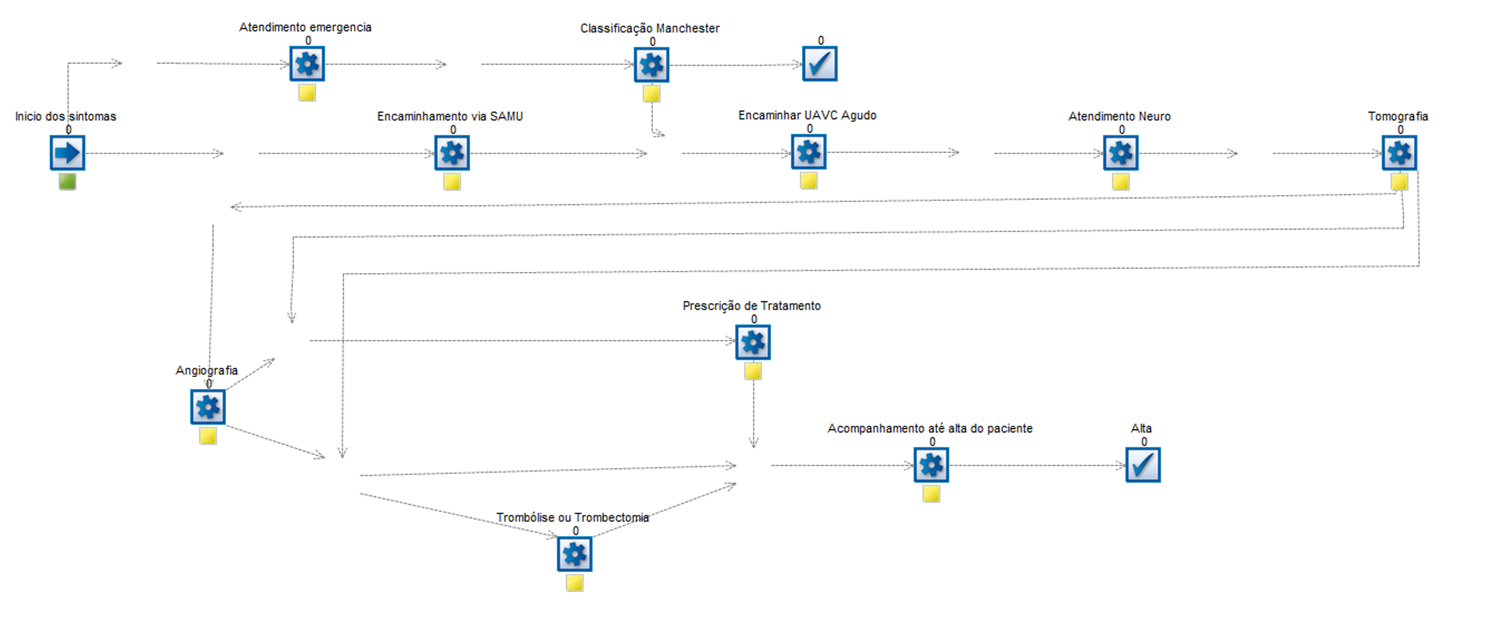 Atendimento emergencia
0
Classificação Manchester
0
0
Inicio dos sintomas
0
Encaminhamento via SAMU
0
Encaminhar UAVC Agudo
0
Atendimento Neuro
0
Tomografia
0
Prescrição de Tratamento
0
Angiografia
0
Acompanhamento até alta do paciente
0
Alta
0
Trombólise ou Trombectomia
0